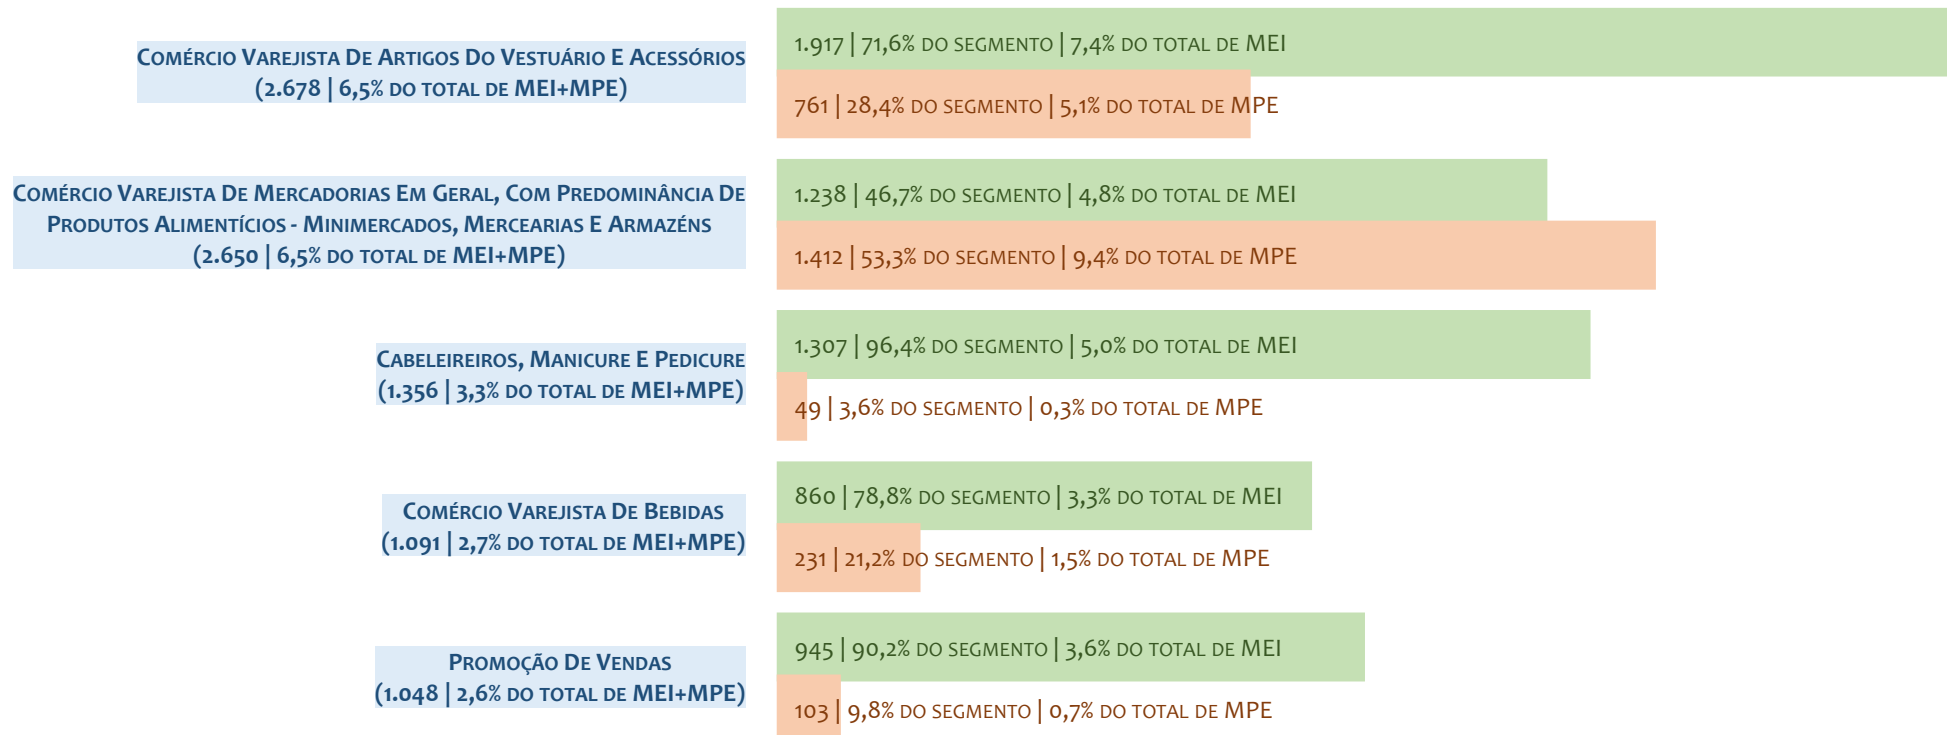 Comércio Varejista De Artigos Do Vestuário E Acessórios
(2.678 | 6,5% do total de MEI+MPE)
1.917 | 71,6% do segmento | 7,4% do total de MEI
761 | 28,4% do segmento | 5,1% do total de MPE
Comércio Varejista De Mercadorias Em Geral, Com Predominância De
Produtos Alimentícios - Minimercados, Mercearias E Armazéns
(2.650 | 6,5% do total de MEI+MPE)
1.238 | 46,7% do segmento | 4,8% do total de MEI
1.412 | 53,3% do segmento | 9,4% do total de MPE
Cabeleireiros, Manicure E Pedicure
(1.356 | 3,3% do total de MEI+MPE)
1.307 | 96,4% do segmento | 5,0% do total de MEI
49 | 3,6% do segmento | 0,3% do total de MPE
Comércio Varejista De Bebidas
(1.091 | 2,7% do total de MEI+MPE)
860 | 78,8% do segmento | 3,3% do total de MEI
231 | 21,2% do segmento | 1,5% do total de MPE
Promoção De Vendas
(1.048 | 2,6% do total de MEI+MPE)
945 | 90,2% do segmento | 3,6% do total de MEI
103 | 9,8% do segmento | 0,7% do total de MPE